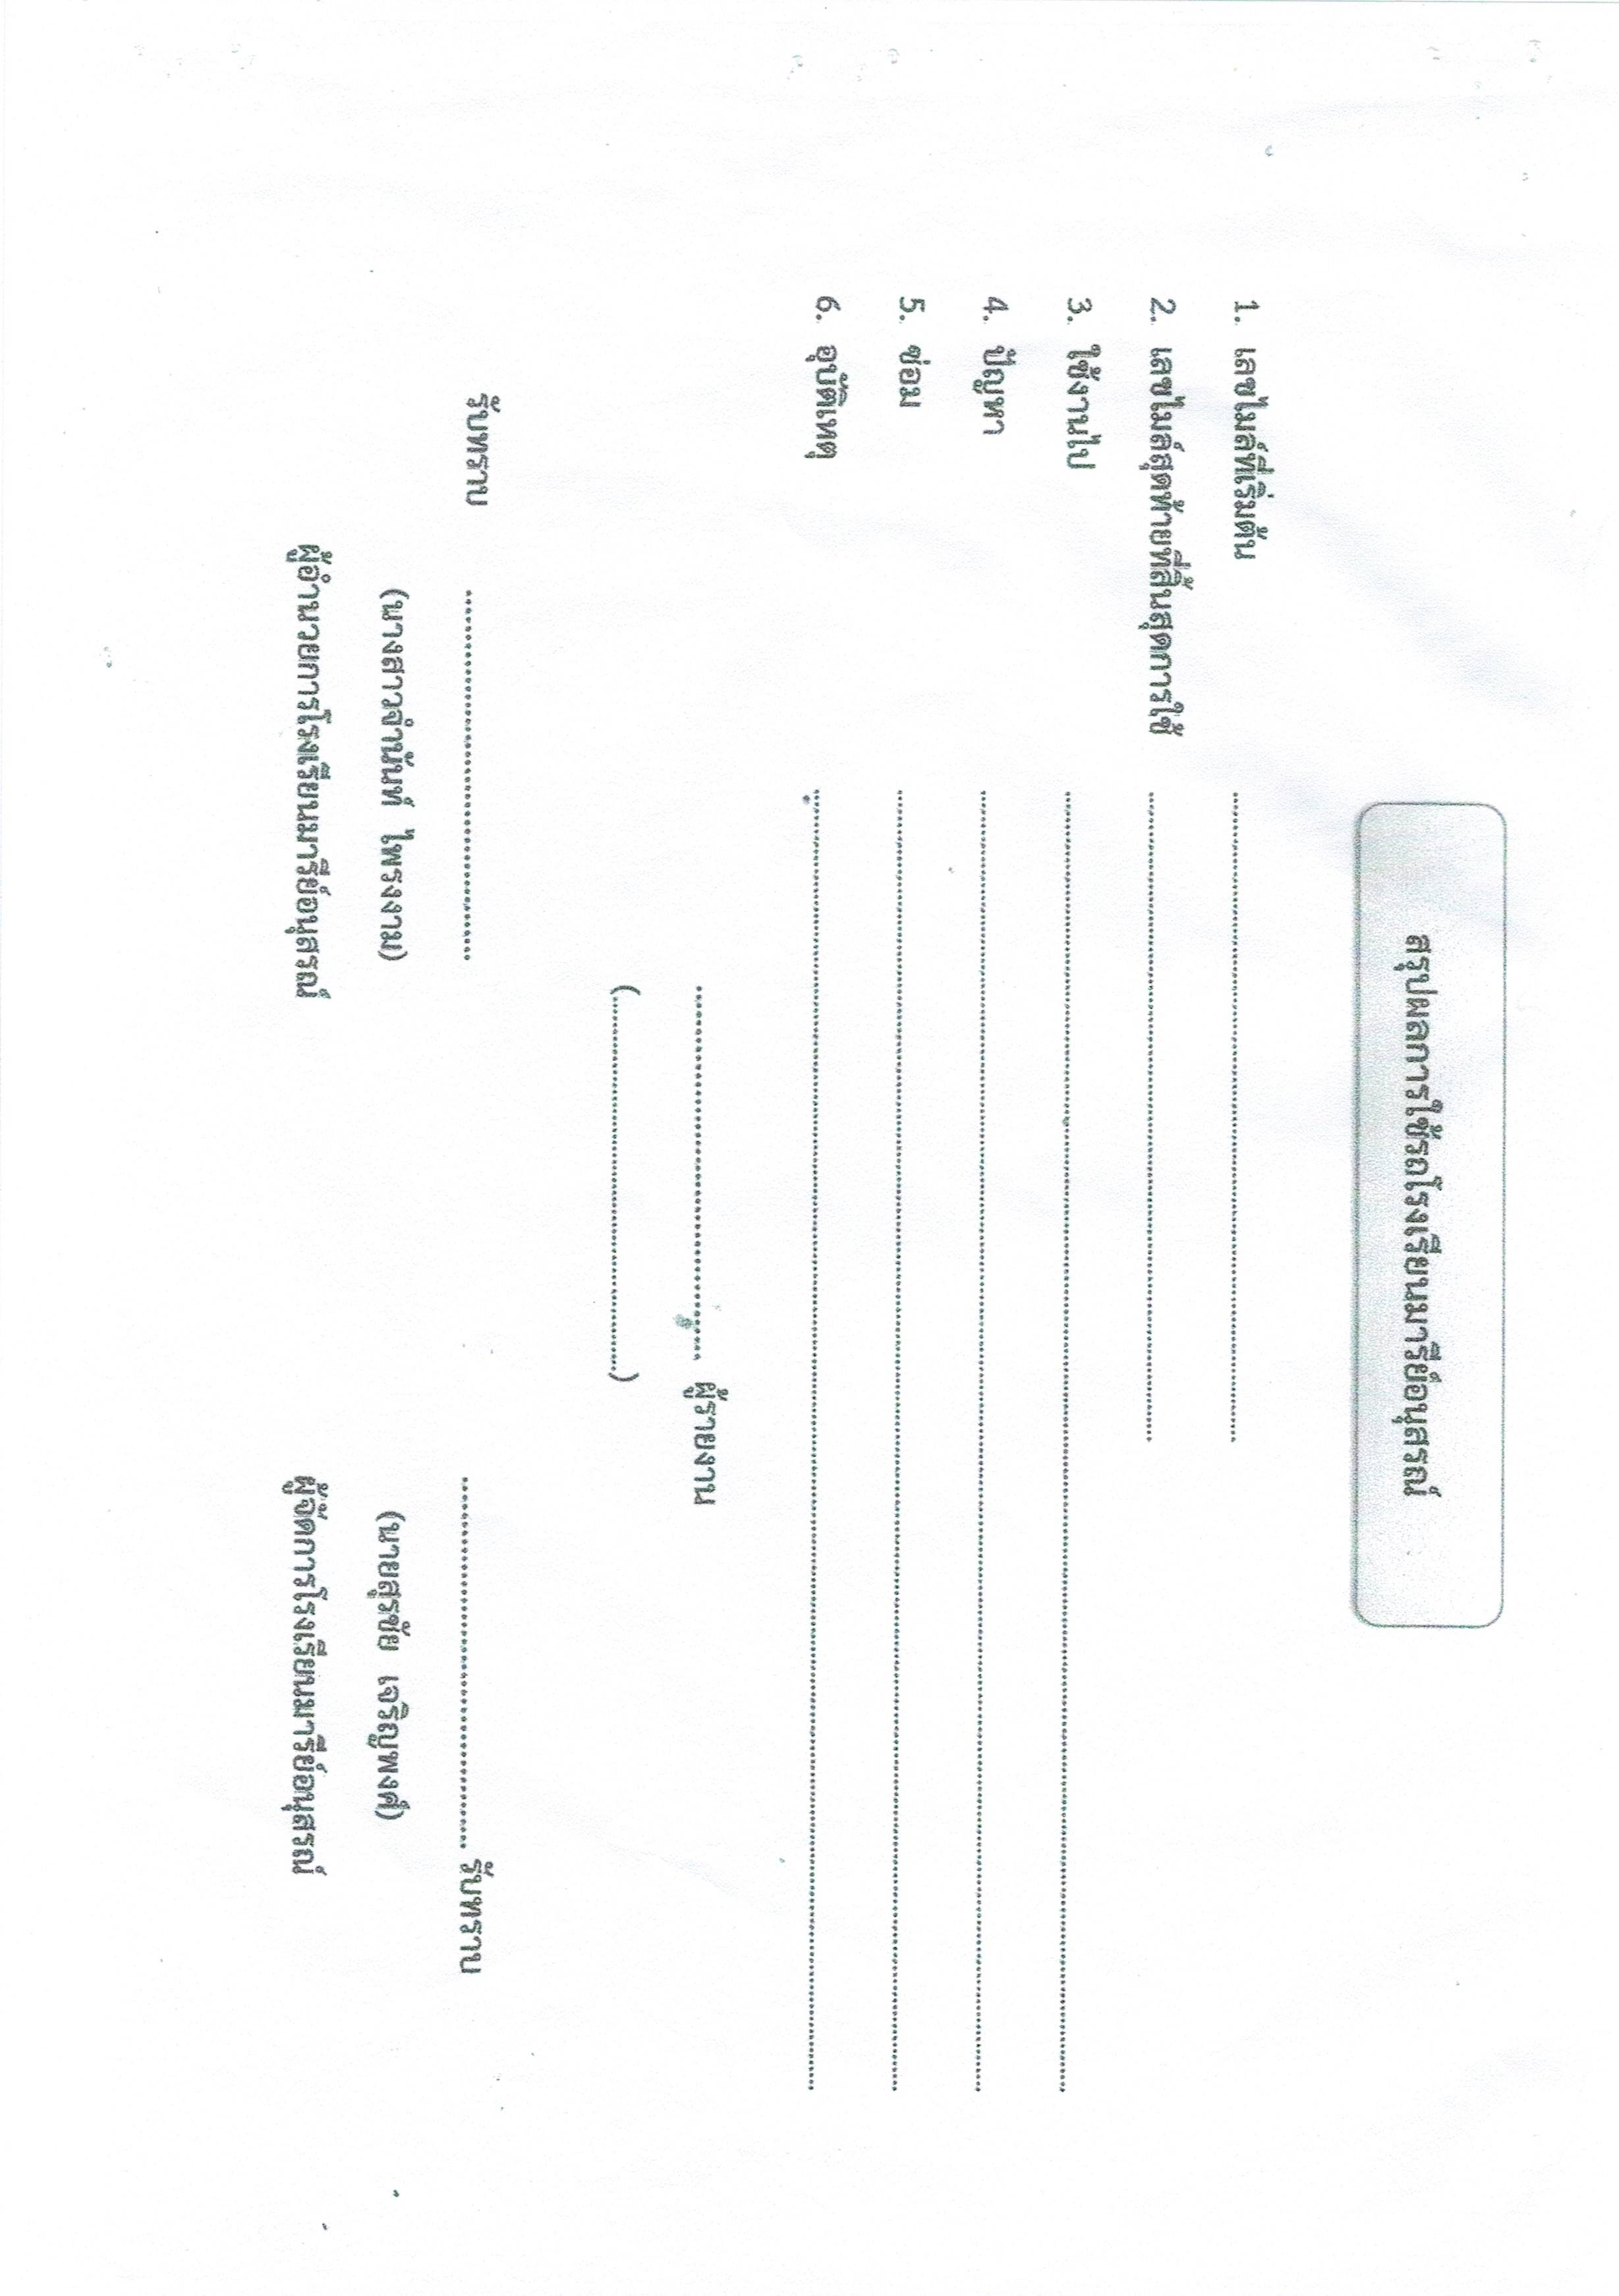 สรุปผลการใช้รถโรงเรียนมารีย์อนุสรณ์
1. เลขไมล์ที่เริ่มต้น ................................................................
2. เลขไมล์สุดท้ายที่สิ้นสุดการใช้ ................................................................
3. ใช้งานไป ................................................................................................................................
4. ปัญหา ................................................................................................................................
5. ซ่อม ................................................................................................................................
6. อุบัติเหตุ ................................................................................................................................
........................................ ผู้รายงาน
(........................................)
รับทราบ ........................................ ........................................ รับทราบ
(นางสาวจำนันท์ ไพรงาม) (นายสุรชัย เจริญพงศ์)
ผู้อำนวยการโรงเรียนมารีย์อนุสรณ์ ผู้จัดการโรงเรียนมารีย์อนุสรณ์